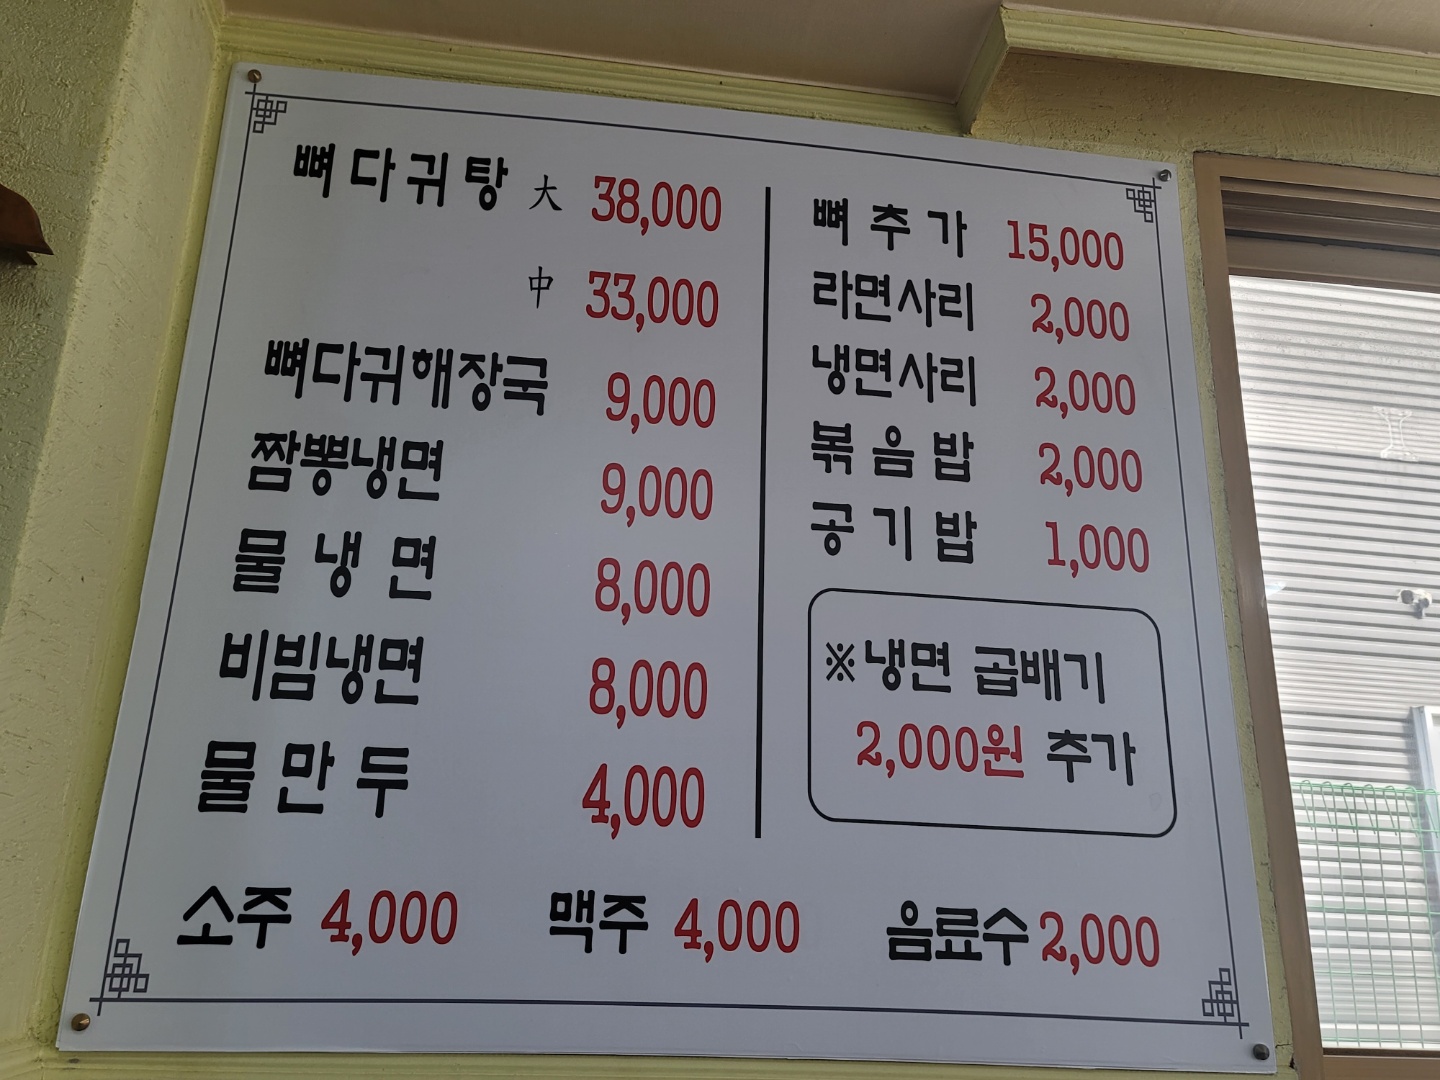 뼈다귀탕 大 38,000
中 33,000
뼈다귀해장국 9,000
짬뽕냉면 9,000
물냉면 8,000
비빔냉면 8,000
물만두 4,000
뼈추가 15,000
라면사리 2,000
냉면사리 2,000
볶음밥 2,000
공기밥 1,000
※냉면 곱배기
2,000원 추가
소주 4,000 맥주 4,000 음료수 2,000